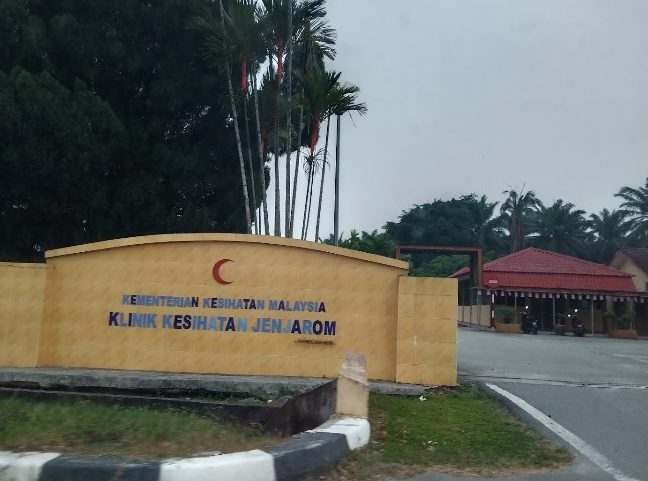 KEMENTERIAN KESIHATAN MALAYSIA
KLINIK KESIHATAN JENJAROM